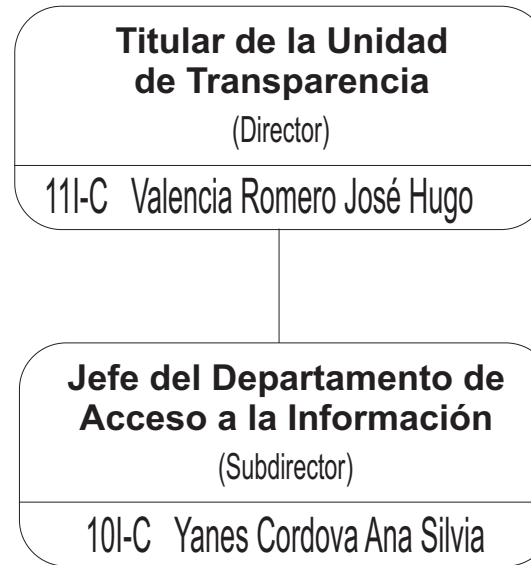 Titular de la Unidad
de Transparencia
(Director)
11I-C Valencia Romero José Hugo
Jefe del Departamento de
Acceso a la Información
(Subdirector)
10I-C Yanes Cordova Ana Silvia